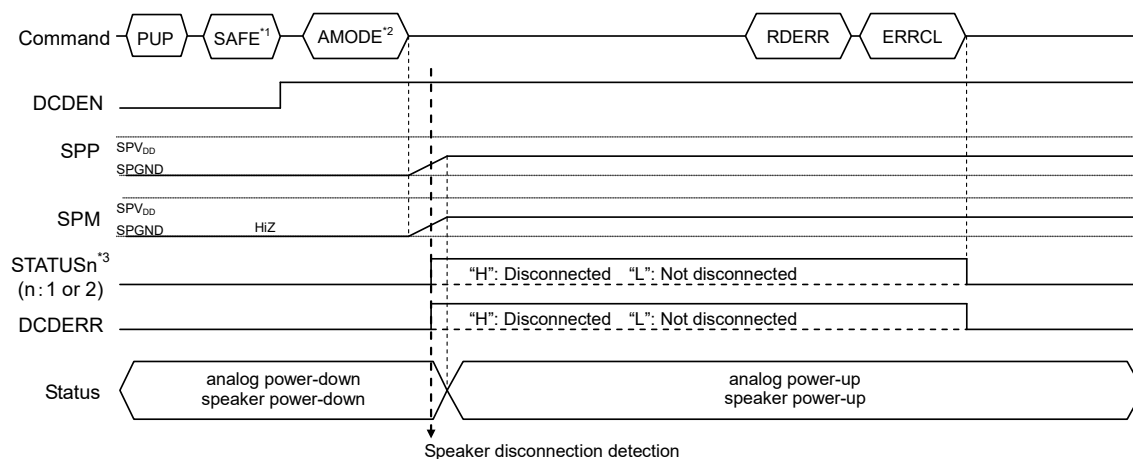 Command PUP SAFE*1 AMODE*2 RDERR ERRCL
DCDEN
SPP
SPVDD
SPGND
SPM
SPVDD
SPGND HiZ
STATUSn*3
(n:1 or 2)
“H”: Disconnected “L”: Not disconnected
DCDERR
“H”: Disconnected “L”: Not disconnected
Status
analog power-down
speaker power-down
analog power-up
speaker power-up
Speaker disconnection detection